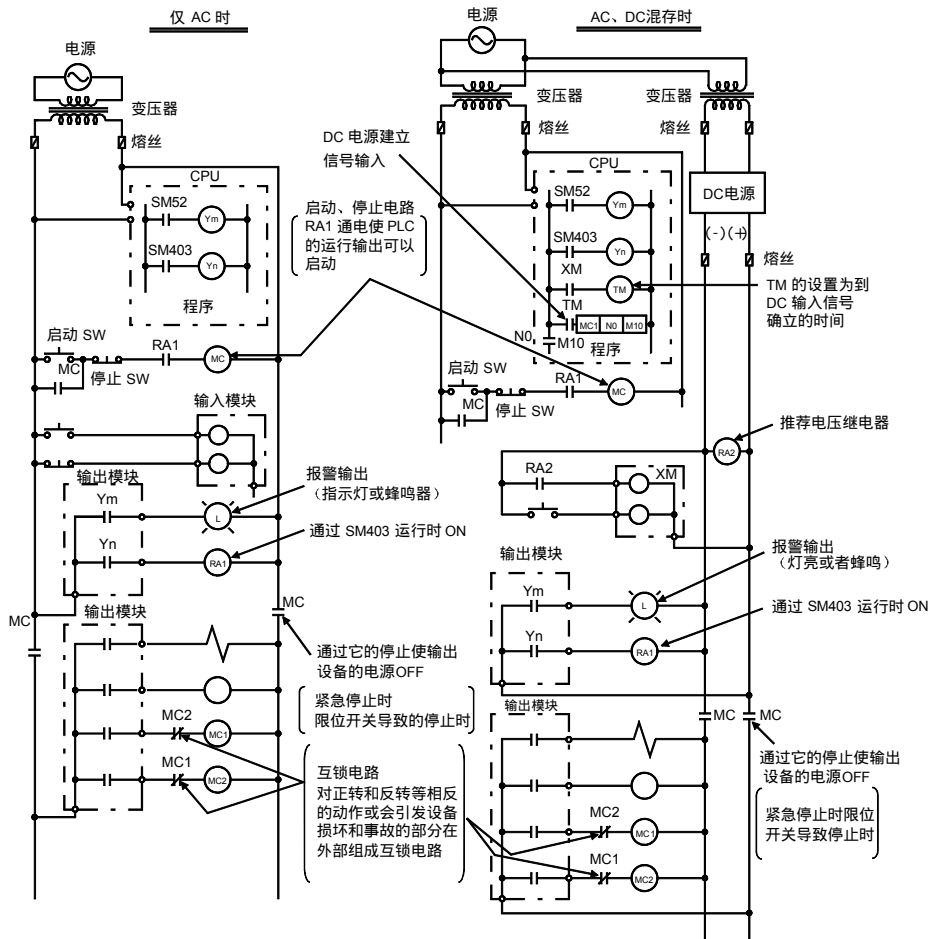 仅 AC 时
电源
变压器
熔丝
CPU
SM52
Ym
SM403
Yn
程序
启动、停止电路
RA1 通电使 PLC
的运行输出可以
启动
启动 SW
MC
停止 SW
RA1
MC
输入模块
输出模块
Ym
L
Yn
RA1
报警输出
（指示灯或蜂鸣器）
通过 SM403 运行时 ON
MC
MC
输出模块
通过它的停止使输出
设备的电源OFF
紧急停止时
限位开关导致的停止时
MC2
MC1
MC1
MC2
互锁电路
对正转和反转等相反
的动作或会引发设备
损坏和事故的部分在
外部组成互锁电路
AC、DC混存时
电源
变压器
变压器
熔丝
熔丝
DC 电源建立
信号输入
CPU
SM52
Ym
SM403
Yn
XM
TM
TM
MC1 N0 M10
N0
M10
程序
DC电源
(-)(+)
熔丝
TM 的设置为到
DC 输入信号
确立的时间
启动 SW
MC
停止 SW
RA1
MC
推荐电压继电器
RA2
RA2
XM
输出模块
Ym
L
Yn
RA1
报警输出
（灯亮或者蜂鸣）
通过 SM403 运行时 ON
输出模块
MC
MC
通过它的停止使输出
设备的电源OFF
紧急停止时限位
开关导致停止时
MC2
MC1
MC1
MC2